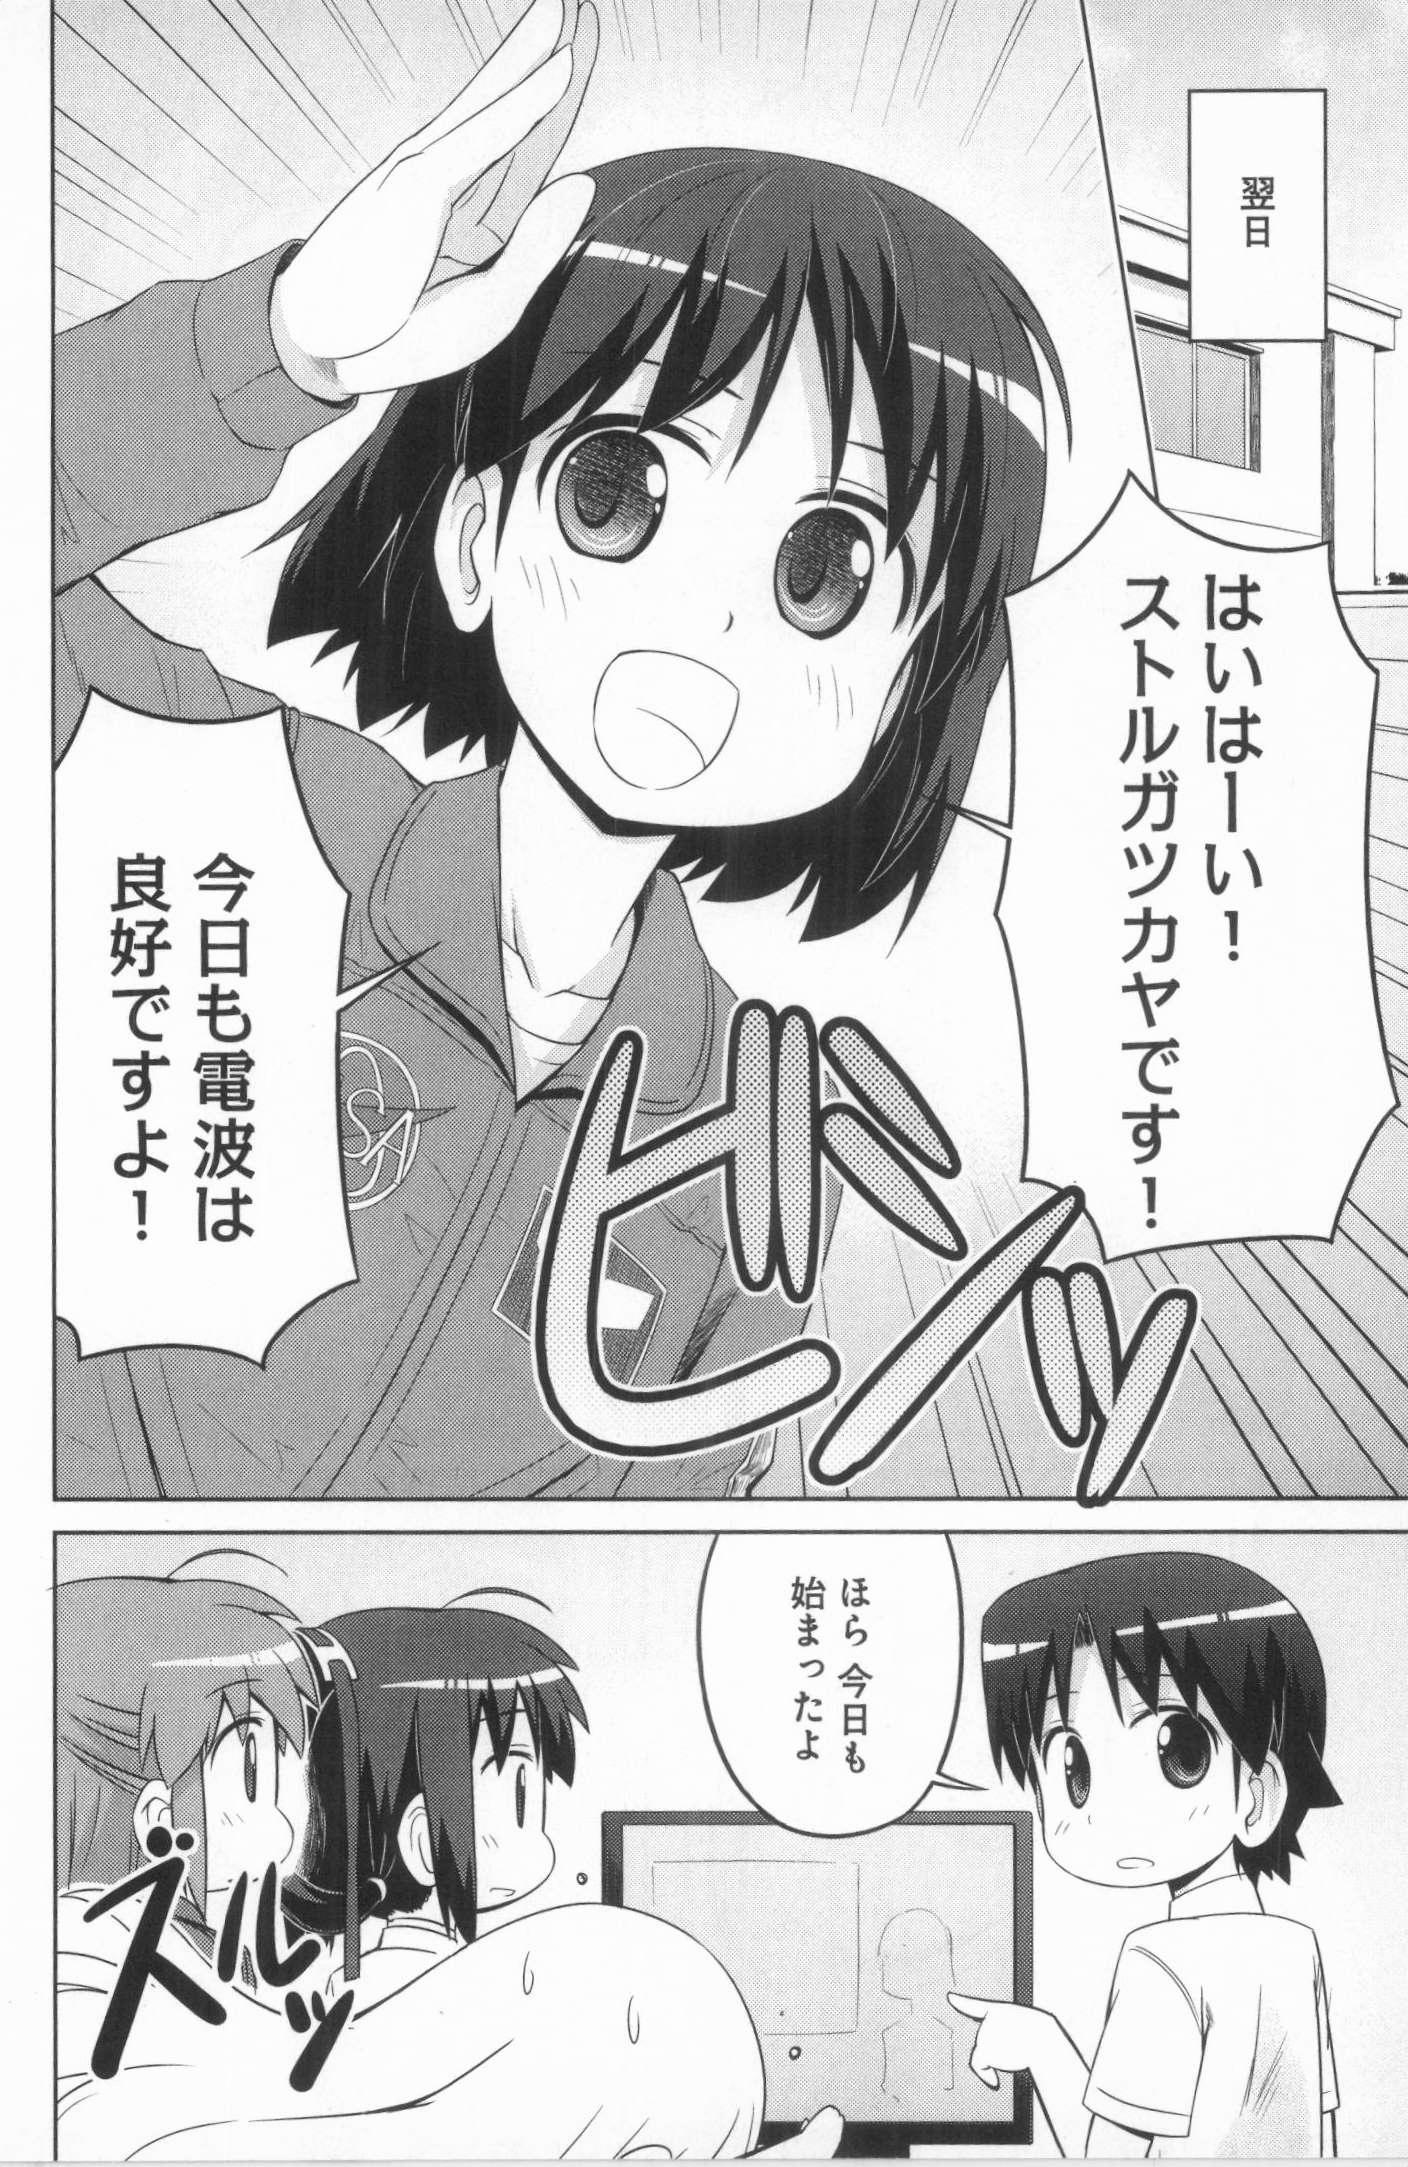 翌日
はいはーい！
ストルガツカヤです！
今日も電波は
良好ですよ！
ビシッ
ほら 今日も
始まったよ
ズルルッ